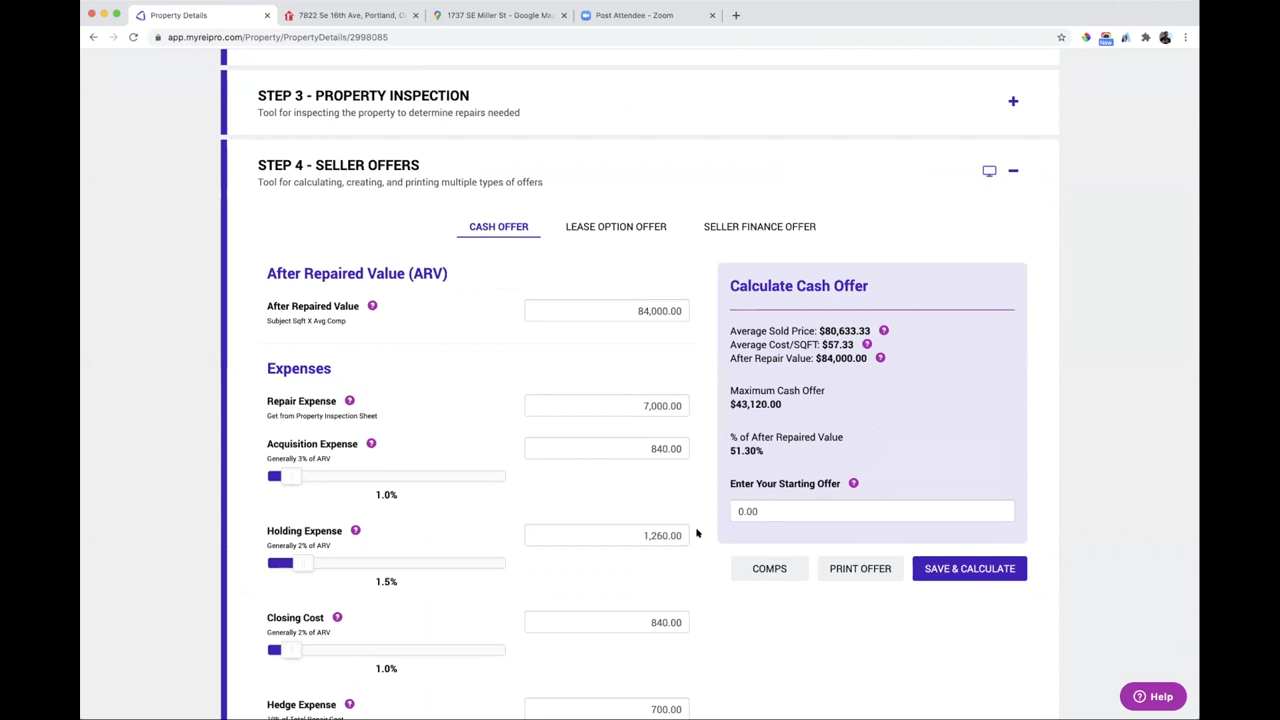 Property Details
7822 Se 16th Ave, Portland, O
1737 SE Miller St - Google Ma
Post Attendee - Zoom
app.myreipro.com/Property/PropertyDetails/2998085
New
STEP 3 - PROPERTY INSPECTION
Tool for inspecting the property to determine repairs needed
STEP 4 - SELLER OFFERS
Tool for calculating, creating, and printing multiple types of offers
CASH OFFER
LEASE OPTION OFFER
SELLER FINANCE OFFER
After Repaired Value (ARV)
After Repaired Value ?
Subject Sqft X Avg Comp
84,000.00
Expenses
Repair Expense ?
Get from Property Inspection Sheet
7,000.00
Acquisition Expense ?
Generally 3% of ARV
840.00
1.0%
Holding Expense ?
Generally 2% of ARV
1,260.00
1.5%
Closing Cost ?
Generally 2% of ARV
840.00
1.0%
Hedge Expense ?
10% of Total Repair Cost
700.00
Calculate Cash Offer
Average Sold Price: $80,633.33 ?
Average Cost/SQFT: $57.33 ?
After Repair Value: $84,000.00 ?
Maximum Cash Offer
$43,120.00
% of After Repaired Value
51.30%
Enter Your Starting Offer ?
0.00
COMPS
PRINT OFFER
SAVE & CALCULATE
? Help